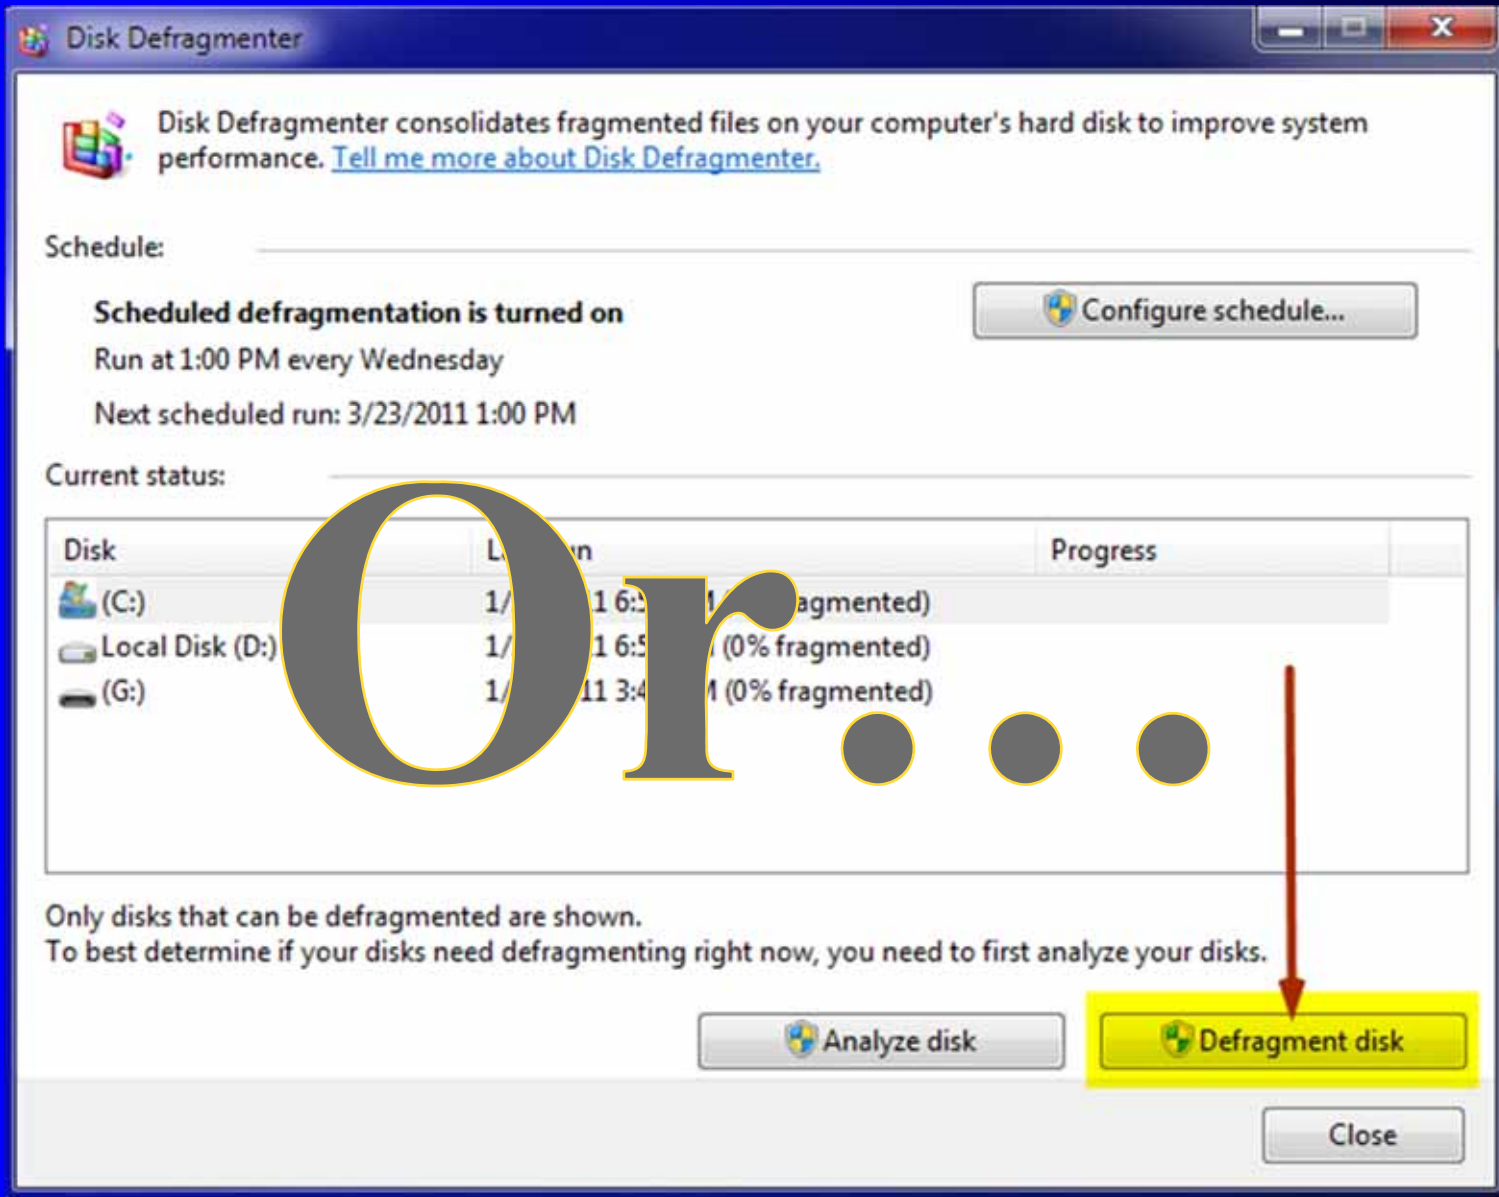 Disk Defragmenter
Disk Defragmenter consolidates fragmented files on your computer's hard disk to improve system
performance. Tell me more about Disk Defragmenter.
Schedule:
Scheduled defragmentation is turned on
Configure schedule...
Run at 1:00 PM every Wednesday
Next scheduled run: 3/23/2011 1:00 PM
Current status:
Disk Progress
(C:)
Local Disk (D:) (0% fragmented)
(G:) (0% fragmented)
Or...
Only disks that can be defragmented are shown.
To best determine if your disks need defragmenting right now, you need to first analyze your disks.
Analyze disk Defragment disk
Close